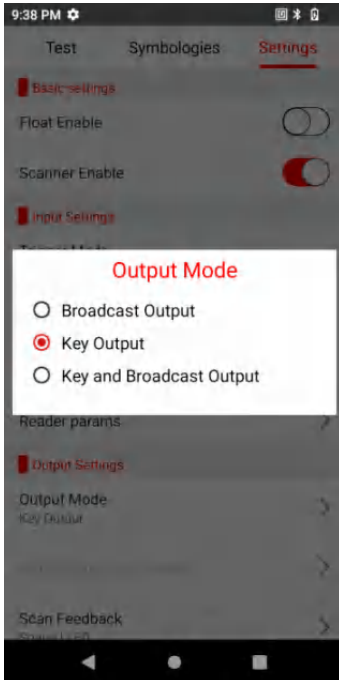 9:38 PM
Test Symbologies Settings
Basic settings
Float Enable
Scanner Enable
Input Settings
Output Mode
Broadcast Output
Key Output
Key and Broadcast Output
Reader params
Output Settings
Output Mode
Key Output
Scan Feedback